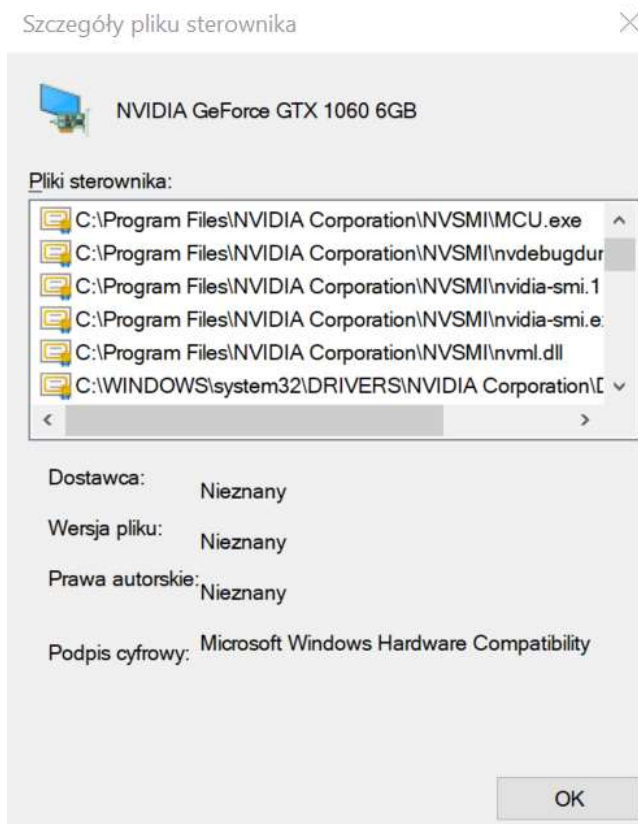 Szczegóły pliku sterownika
NVIDIA GeForce GTX 1060 6GB
Pliki sterownika:
C:\Program Files\NVIDIA Corporation\NVSMI\MCU.exe
C:\Program Files\NVIDIA Corporation\NVSMI\nvdebugdur
C:\Program Files\NVIDIA Corporation\NVSMI\nvidia-smi.1
C:\Program Files\NVIDIA Corporation\NVSMI\nvidia-smi.e
C:\Program Files\NVIDIA Corporation\NVSMI\nvml.dll
C:\WINDOWS\system32\DRIVERS\NVIDIA Corporation\D
Dostawca: Nieznany
Wersja pliku: Nieznany
Prawa autorskie: Nieznany
Podpis cyfrowy: Microsoft Windows Hardware Compatibility
OK